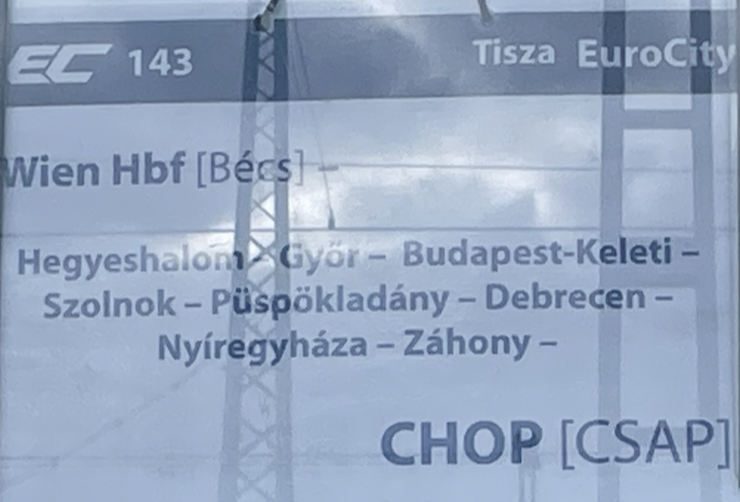 EC 143 Tisza EuroCity
Wien Hbf [Bécs] –
Hegyeshalom - Győr – Budapest-Keleti –
Szolnok – Püspökladány – Debrecen –
Nyíregyháza – Záhony –
CHOP [CSAP]